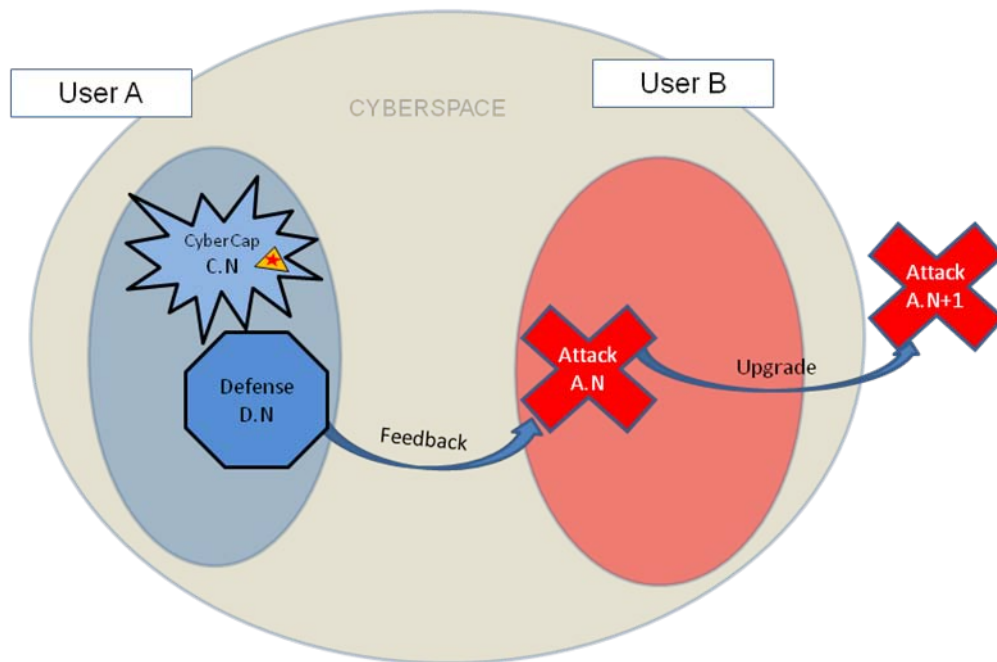 User A
User B
CYBERSPACE
CyberCap
C.N
Attack
A.N+1
Attack
A.N
Upgrade
Defense
D.N
Feedback